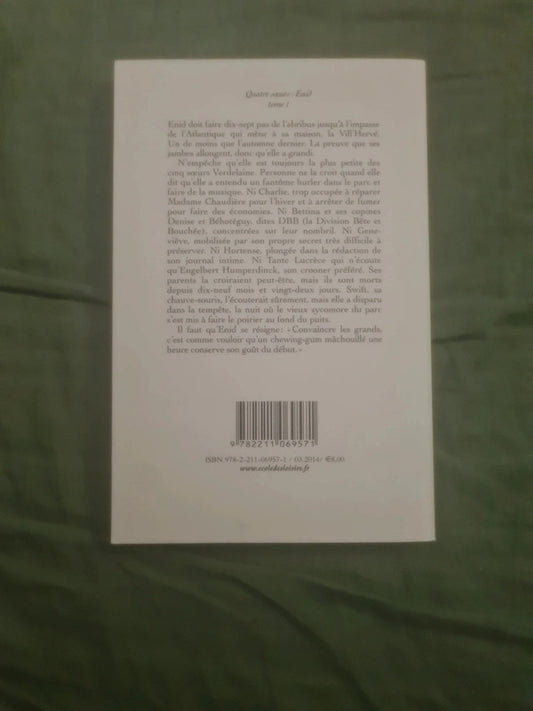 Quatre sœurs : Enid
tome 1
Enid doit faire dix-sept pas de l'abribus jusqu'à l'impasse
de l'Atlantique qui mène à sa maison, la Vill'Hervé.
Un de moins que l'automne dernier. La preuve que ses
jambes allongent, donc qu'elle a grandi.
N'empêche qu'elle est toujours la plus petite des
cinq sœurs Verdelaine. Personne ne la croit quand elle
dit qu'elle a entendu un fantôme hurler dans le parc et
faire de la musique. Ni Charlie, trop occupée à réparer
Madame Chaudière pour l'hiver et à arrêter de fumer
pour faire des économies. Ni Bettina et ses copines
Denise et Béhotéguy, dites DBB (la Division Bête et
Bouchée), concentrées sur leur nombril. Ni Gene-
viève, mobilisée par son propre secret très difficile à
préserver. Ni Hortense, plongée dans la rédaction de
son journal intime. Ni Tante Lucrèce qui n'écoute
qu'Engelbert Humperdinck, son crooner préféré. Ses
parents la croiraient peut-être, mais ils sont morts
depuis dix-neuf mois et vingt-deux jours. Swift, sa
chauve-souris, l'écouterait sûrement, mais elle a disparu
dans la tempête, la nuit où le vieux sycomore du parc
s'est mis à faire le poirier au fond du puits.
Il faut qu'Enid se résigne : « Convaincre les grands,
c'est comme vouloir qu'un chewing-gum mâchouillé une
heure conserve son goût du début. »
9 782211 069571
ISBN 978-2-211-06957-1 / 03.2014/ €8,00
www.ecoledesloisirs.fr